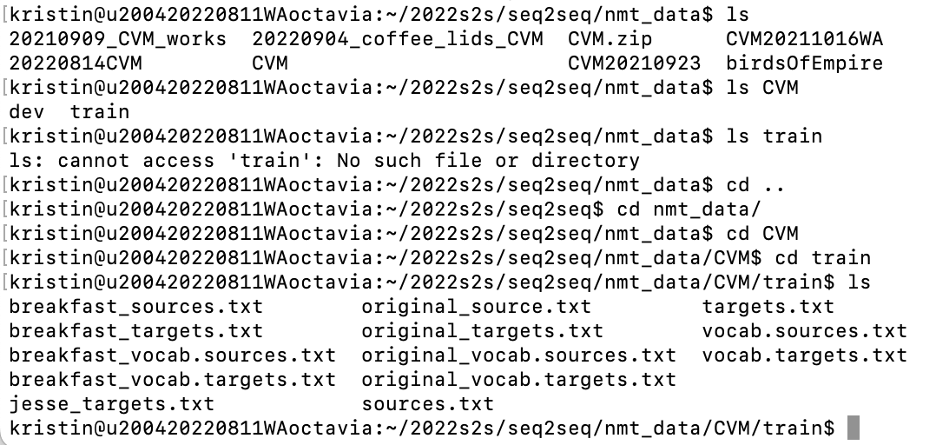 [kristin@u200420220811WAoctavia:~/2022s2s/seq2seq/nmt_data$ ls
20210909_CVM_works  20220904_coffee_lids_CVM  CVM.zip      CVM20211016WA
20220814CVM         CVM                       CVM20210923  birdsOfEmpire
[kristin@u200420220811WAoctavia:~/2022s2s/seq2seq/nmt_data$ ls CVM
dev  train
[kristin@u200420220811WAoctavia:~/2022s2s/seq2seq/nmt_data$ ls train
ls: cannot access 'train': No such file or directory
[kristin@u200420220811WAoctavia:~/2022s2s/seq2seq/nmt_data$ cd ..
[kristin@u200420220811WAoctavia:~/2022s2s/seq2seq$ cd nmt_data/
[kristin@u200420220811WAoctavia:~/2022s2s/seq2seq/nmt_data$ cd CVM
[kristin@u200420220811WAoctavia:~/2022s2s/seq2seq/nmt_data/CVM$ cd train
[kristin@u200420220811WAoctavia:~/2022s2s/seq2seq/nmt_data/CVM/train$ ls
breakfast_sources.txt        original_source.txt         targets.txt
breakfast_targets.txt        original_targets.txt        vocab.sources.txt
breakfast_vocab.sources.txt  original_vocab.sources.txt  vocab.targets.txt
breakfast_vocab.targets.txt  original_vocab.targets.txt
jesse_targets.txt            sources.txt
kristin@u200420220811WAoctavia:~/2022s2s/seq2seq/nmt_data/CVM/train$